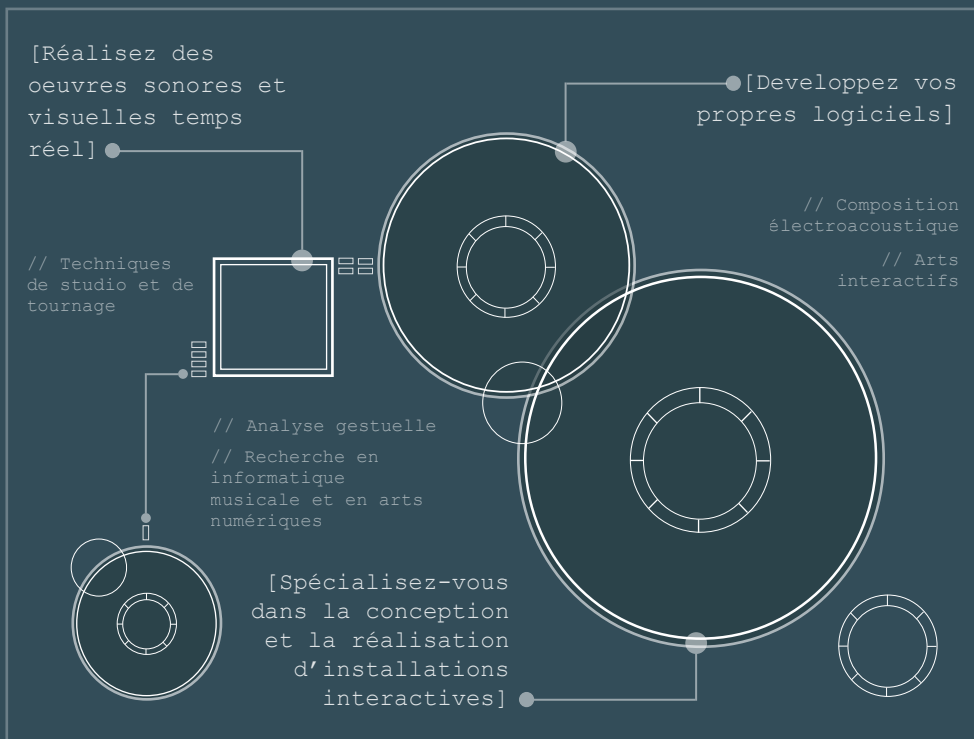 [Réalisez des
oeuvres sonores et
visuelles temps
réel]
[Developpez vos
propres logiciels]
// Composition
électroacoustique
// Arts
interactifs
// Techniques
de studio et de
tournage
// Analyse gestuelle
// Recherche en
informatique
musicale et en arts
numériques
[Spécialisez-vous
dans la conception
et la réalisation
d’installations
interactives]